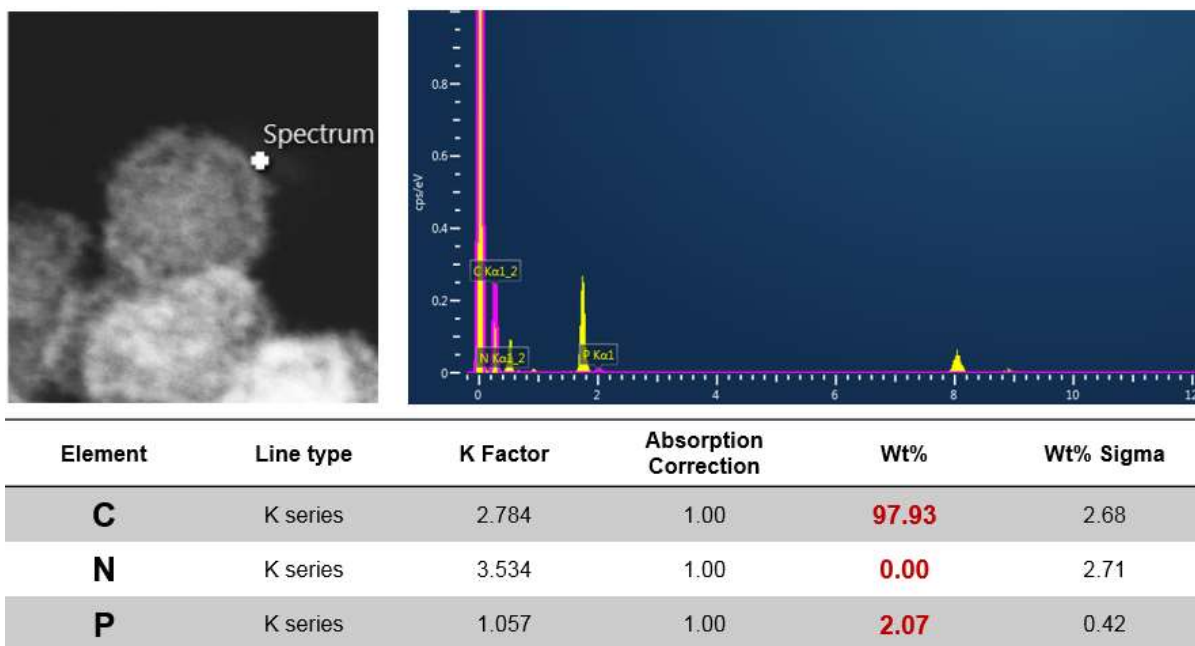 Spectrum
0.8
0.6
cps/eV
0.4
C Kα1_2
0.2
N Kα1_2
P Kα1
0
0 2 4 6 8 10 12
Element Line type K Factor Absorption Correction Wt% Wt% Sigma
C K series 2.784 1.00 97.93 2.68
N K series 3.534 1.00 0.00 2.71
P K series 1.057 1.00 2.07 0.42